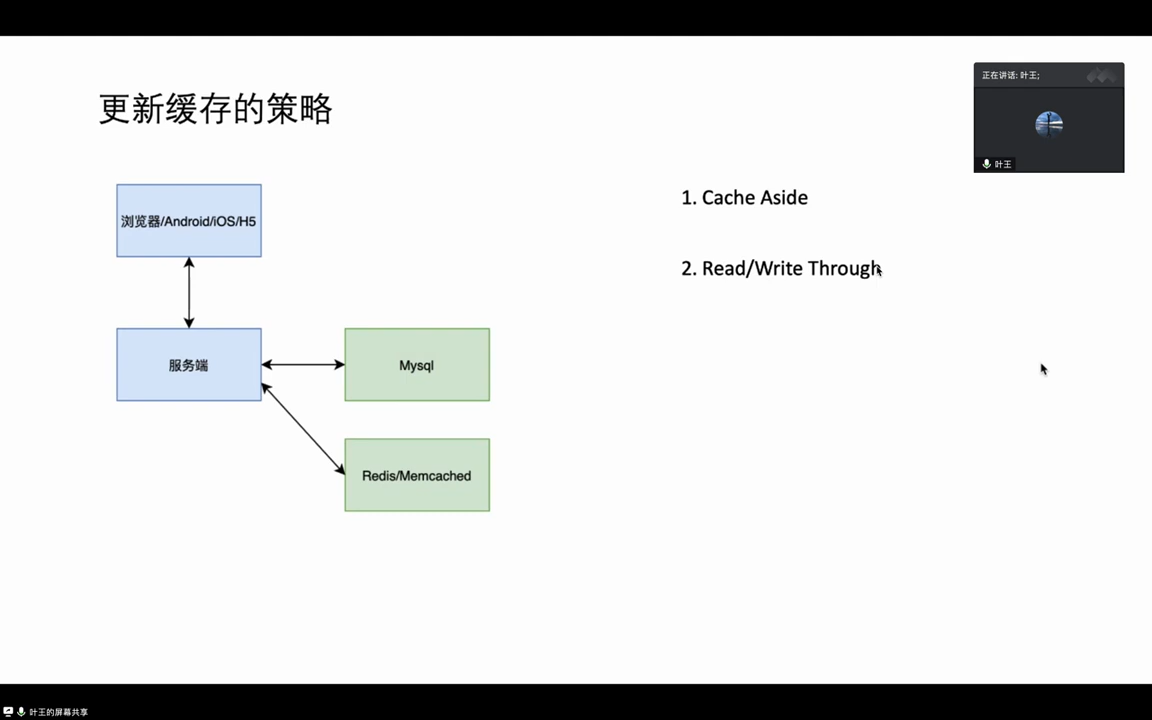 正在讲话: 叶王;
叶王
更新缓存的策略
浏览器/Android/iOS/H5
服务端
Mysql
Redis/Memcached
1. Cache Aside
2. Read/Write Through
叶王的屏幕共享